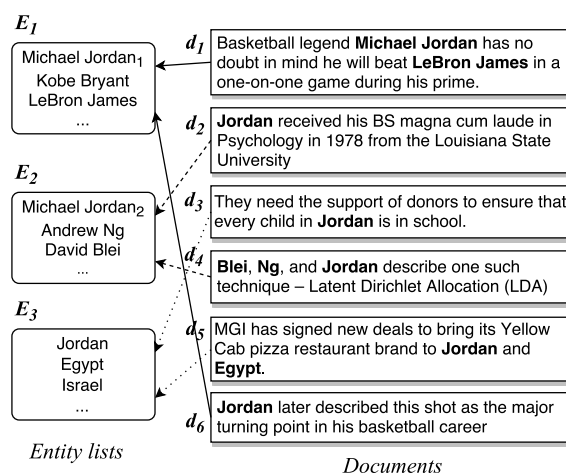 E1
Michael Jordan1
Kobe Bryant
LeBron James
...
E2
Michael Jordan2
Andrew Ng
David Blei
...
E3
Jordan
Egypt
Israel
...
Entity lists
d1
Basketball legend Michael Jordan has no
doubt in mind he will beat LeBron James in a
one-on-one game during his prime.
d2
Jordan received his BS magna cum laude in
Psychology in 1978 from the Louisiana State
University
d3
They need the support of donors to ensure that
every child in Jordan is in school.
d4
Blei, Ng, and Jordan describe one such
technique – Latent Dirichlet Allocation (LDA)
d5
MGI has signed new deals to bring its Yellow
Cab pizza restaurant brand to Jordan and
Egypt.
d6
Jordan later described this shot as the major
turning point in his basketball career
Documents